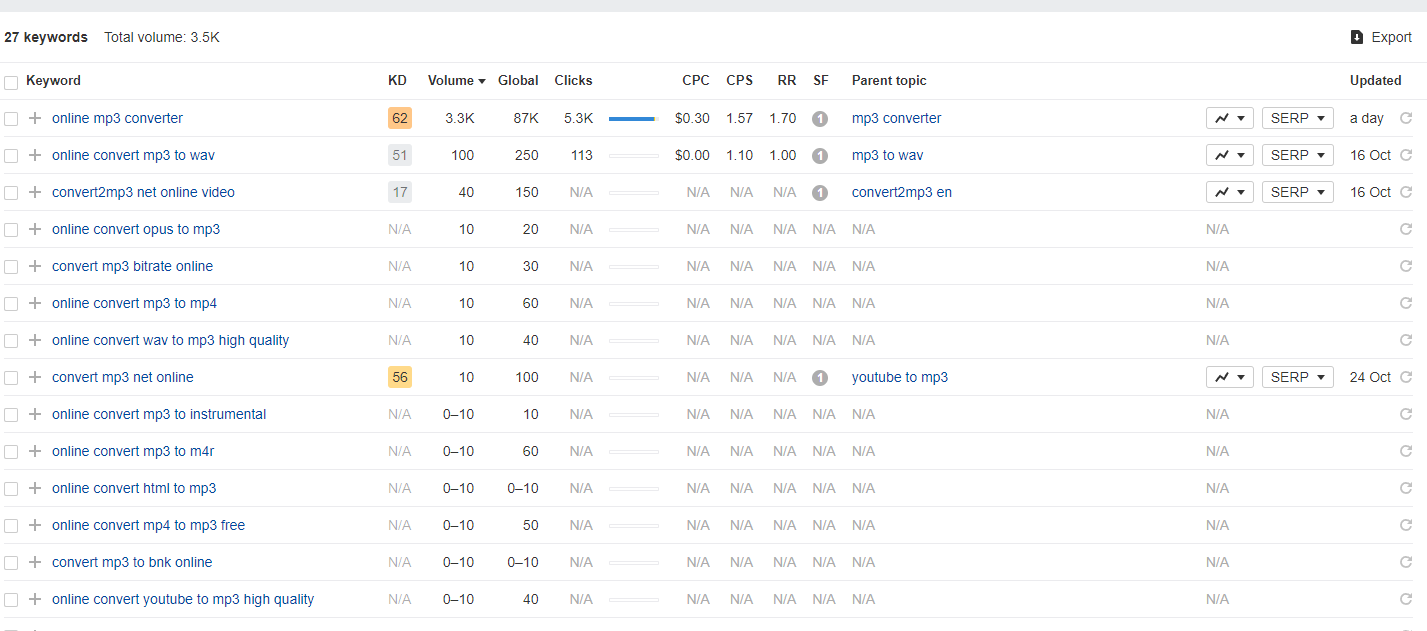 27 keywords Total volume: 3.5K Export
Keyword KD Volume Global Clicks CPC CPS RR SF Parent topic Updated
online mp3 converter 62 3.3K 87K 5.3K $0.30 1.57 1.70 1 mp3 converter SERP a day
online convert mp3 to wav 51 100 250 113 $0.00 1.10 1.00 1 mp3 to wav SERP 16 Oct
convert2mp3 net online video 17 40 150 N/A N/A N/A N/A 1 convert2mp3 en SERP 16 Oct
online convert opus to mp3 N/A 10 20 N/A N/A N/A N/A N/A N/A N/A
convert mp3 bitrate online N/A 10 30 N/A N/A N/A N/A N/A N/A N/A
online convert mp3 to mp4 N/A 10 60 N/A N/A N/A N/A N/A N/A N/A
online convert wav to mp3 high quality N/A 10 40 N/A N/A N/A N/A N/A N/A N/A
convert mp3 net online 56 10 100 N/A N/A N/A N/A 1 youtube to mp3 SERP 24 Oct
online convert mp3 to instrumental N/A 0–10 10 N/A N/A N/A N/A N/A N/A N/A
online convert mp3 to m4r N/A 0–10 60 N/A N/A N/A N/A N/A N/A N/A
online convert html to mp3 N/A 0–10 0–10 N/A N/A N/A N/A N/A N/A N/A
online convert mp4 to mp3 free N/A 0–10 50 N/A N/A N/A N/A N/A N/A N/A
convert mp3 to bnk online N/A 0–10 0–10 N/A N/A N/A N/A N/A N/A N/A
online convert youtube to mp3 high quality N/A 0–10 40 N/A N/A N/A N/A N/A N/A N/A